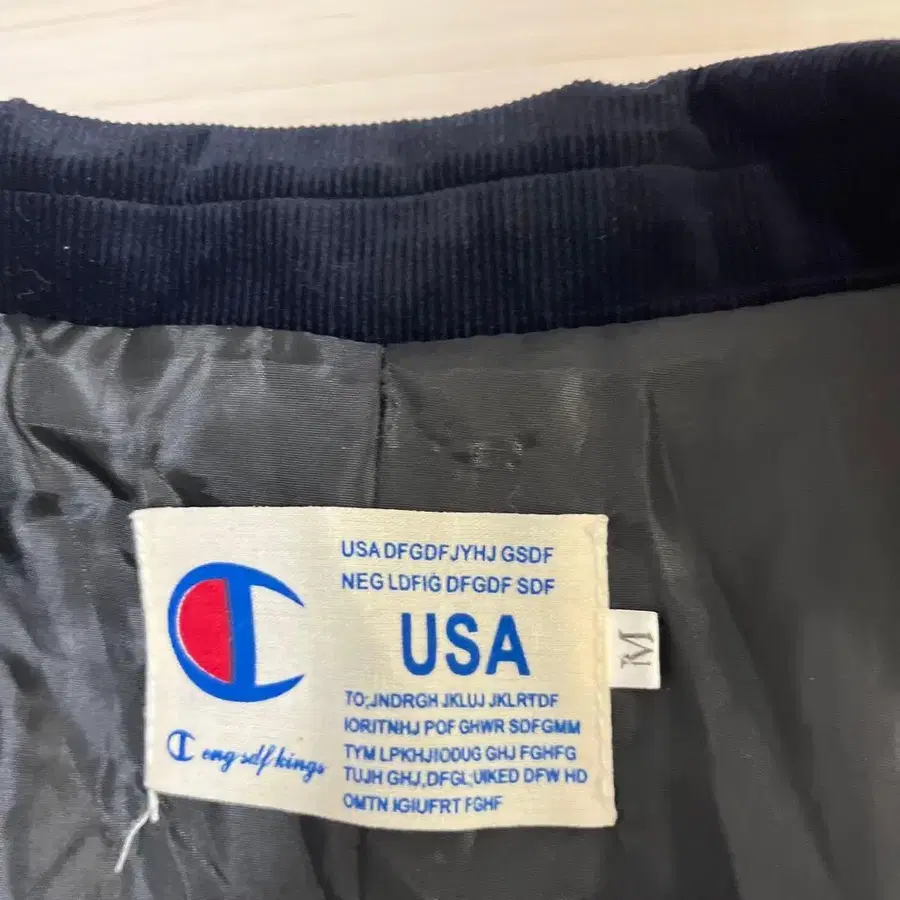 USA DFGDFJYHJ GSDF
NEG LDFIG DFGDF SDF
USA
TO;JNDRGH JKLUJ JKLRTDF
IORITNHJ POF GHWR SDFGMM
TYM LPKHJIOOUG GHJ FGHFG
TUJH GHJ,DFGL;UIKED DFW HD
OMTN IGIUFRT FGHF
C eng sdf kings
M